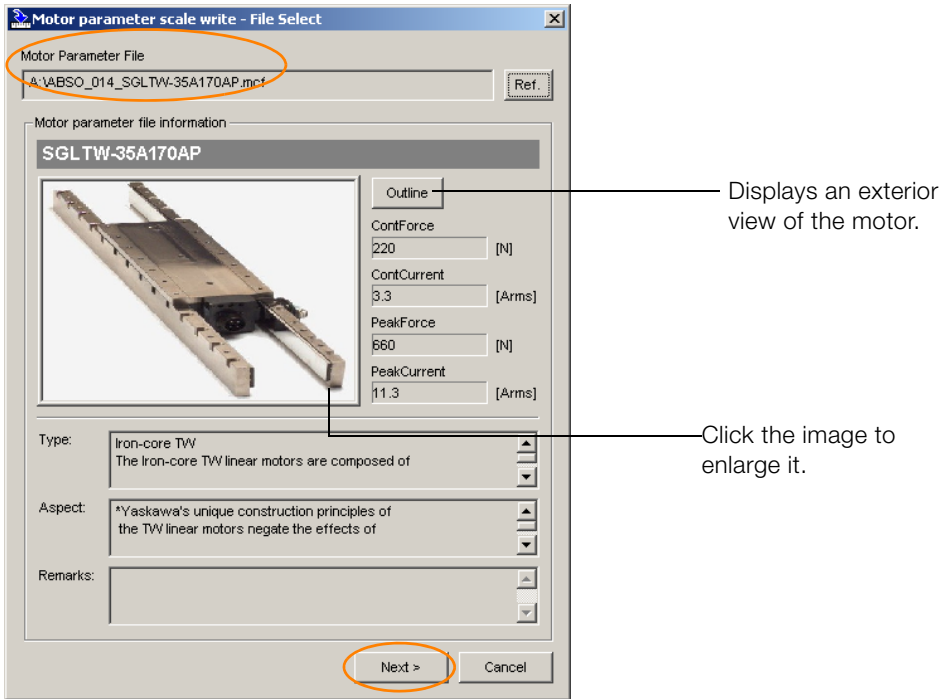 Motor parameter scale write - File Select
Motor Parameter File
A:\ABSO_014_SGLTW-35A170AP.mcf
Ref.
Motor parameter file information
SGLTW-35A170AP
Outline
Displays an exterior
view of the motor.
ContForce
220 [N]
ContCurrent
3.3 [Arms]
PeakForce
660 [N]
PeakCurrent
11.3 [Arms]
Click the image to
enlarge it.
Type:
Iron-core TW
The Iron-core TW linear motors are composed of
Aspect:
*Yaskawa's unique construction principles of
the TW linear motors negate the effects of
Remarks:
Next >
Cancel